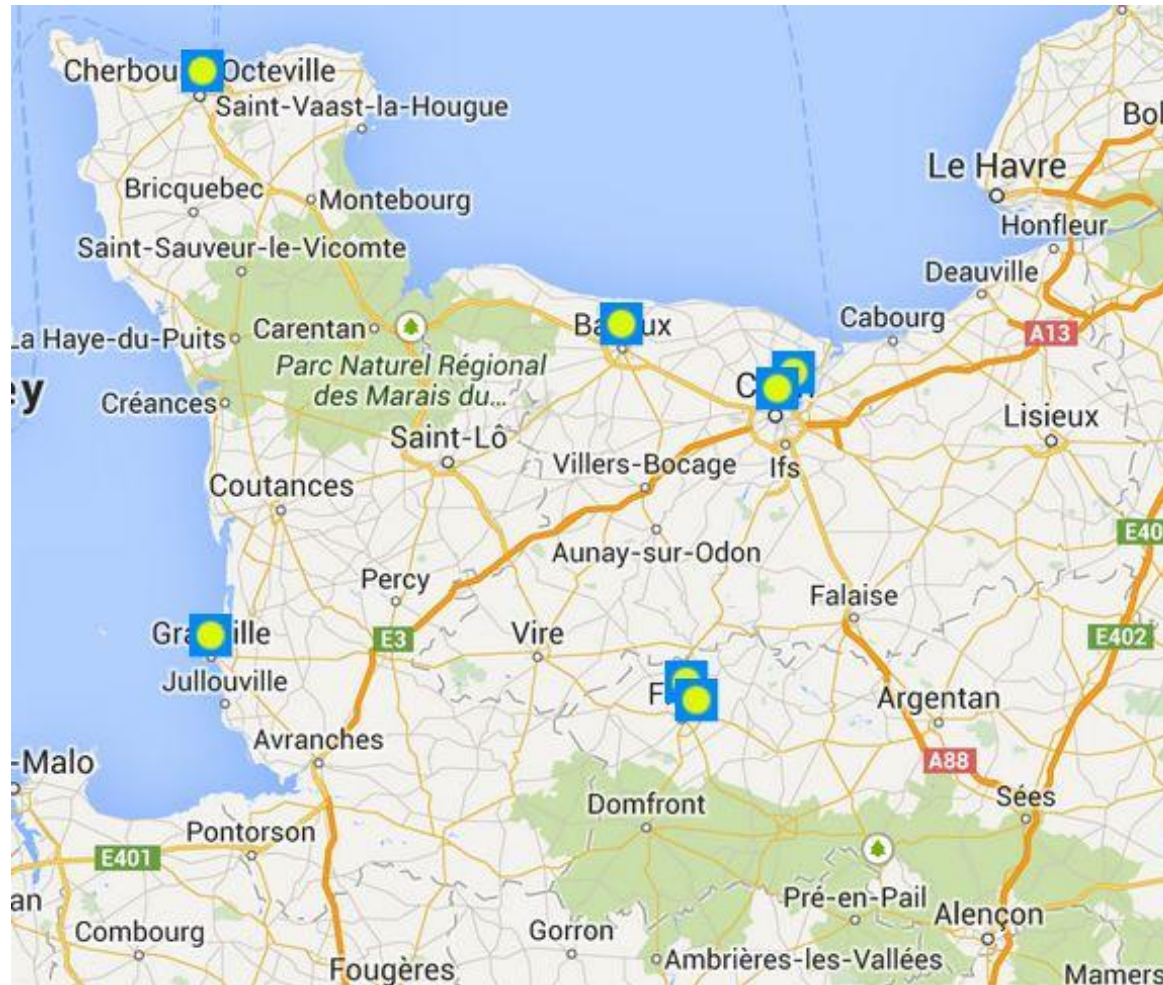 Cherbou Octeville
Saint-Vaast-la-Hougue
Bol
Le Havre
Bricquebec
Montebourg
Honfleur
Saint-Sauveur-le-Vicomte
Deauville
Carentan
Ba ux
Cabourg
A13
La Haye-du-Puits
Parc Naturel Régional
des Marais du...
ey
Créances
C
Lisieux
Saint-Lô
Villers-Bocage
Ifs
Coutances
E40
Aunay-sur-Odon
Percy
Falaise
Gra ille
E3
Vire
E402
Jullouville
F
Argentan
Avranches
-Malo
A88
Sées
Domfront
Pontorson
E401
an
Pré-en-Pail
Alençon
Combourg
Gorron
Ambrières-les-Vallées
Fougères
Mamers